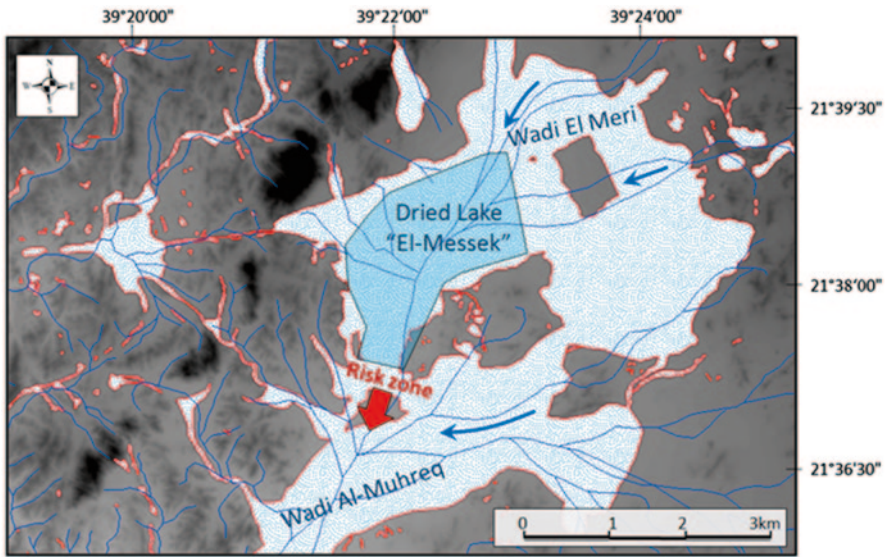 39°20'00"
39°22'00"
39°24'00"
N
W
E
S
21°39'30"
Wadi El Meri
Dried Lake
"El-Messek"
21°38'00"
Risk zone
21°36'30"
Wadi Al-Muhreq
0 1 2 3km